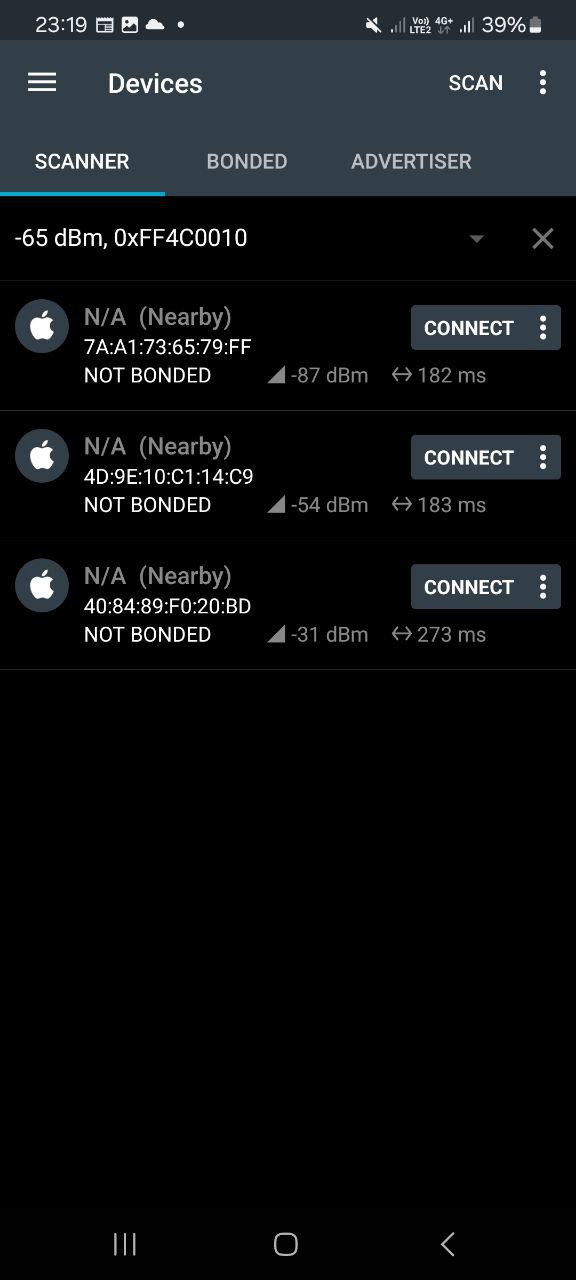 23:19 Vo)) LTE2 4G+ 39%
Devices SCAN
SCANNER BONDED ADVERTISER
-65 dBm, 0xFF4C0010
N/A (Nearby) CONNECT
7A:A1:73:65:79:FF
NOT BONDED -87 dBm 182 ms
N/A (Nearby) CONNECT
4D:9E:10:C1:14:C9
NOT BONDED -54 dBm 183 ms
N/A (Nearby) CONNECT
40:84:89:F0:20:BD
NOT BONDED -31 dBm 273 ms